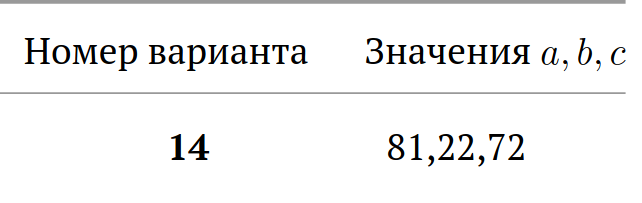 Номер варианта Значения a, b, c
14 81,22,72